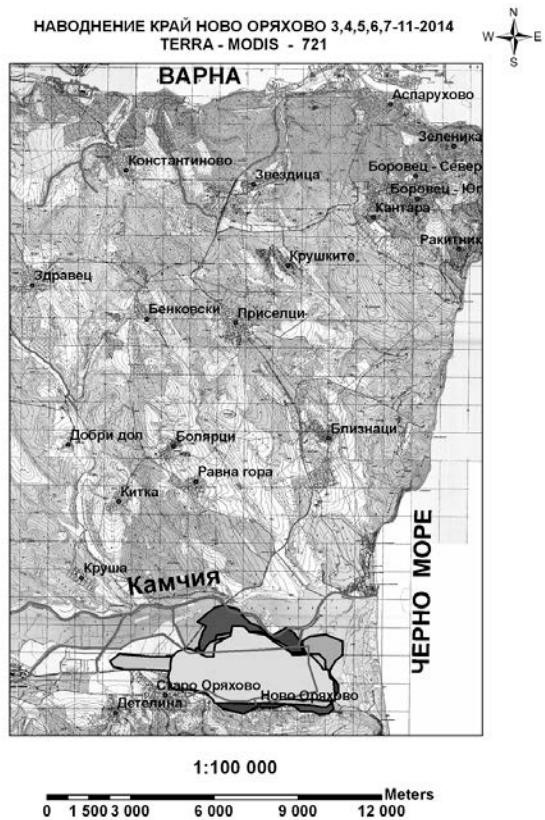 НАВОДНЕНИЕ КРАЙ НОВО ОРЯХОВО 3,4,5,6,7-11-2014
TERRA - MODIS - 721
N
W E
S
ВАРНА
Аспарухово
Зеленика
Константиново
Боровец - Север
Звездица
Боровец - Юг
Кантара
Ракитник
Крушките
Здравец
Бенковски
Приселци
Добри дол
Болярци
Близнаци
Равна гора
Китка
Круша
Камчия
ЧЕРНО МОРЕ
Старо Оряхово
Ново Оряхово
Детелина
1:100 000
Meters
0 1 500 3 000 6 000 9 000 12 000